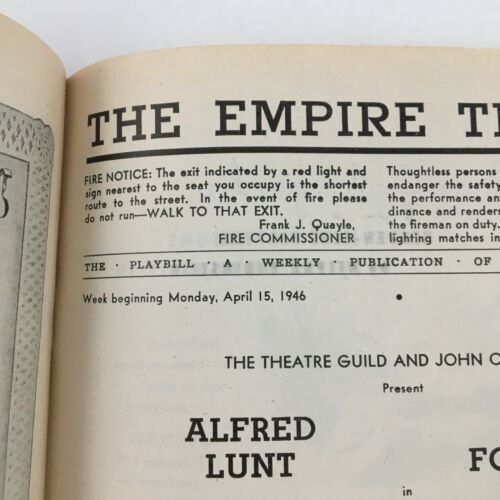 THE EMPIRE
FIRE NOTICE: The exit indicated by a red light and
sign nearest to the seat you occupy is the shortest
route to the street. In the event of fire please
do not run—WALK TO THAT EXIT.
Frank J. Quayle,
FIRE COMMISSIONER
Thoughtless persons
endanger the safety
the performance an
dinance and renders
the fireman on duty.
lighting matches in
THE · PLAYBILL · A · WEEKLY · PUBLICATION · OF
Week beginning Monday, April 15, 1946 •
THE THEATRE GUILD AND JOHN
Present
ALFRED
LUNT
FO
in